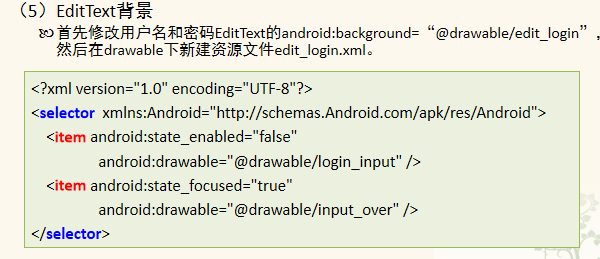 （5）EditText背景
首先修改用户名和密码EditText的android:background=“@drawable/edit_login”，
然后在drawable下新建资源文件edit_login.xml。
<?xml version="1.0" encoding="UTF-8"?>
<selector xmlns:Android="http://schemas.Android.com/apk/res/Android">
<item android:state_enabled="false"
android:drawable="@drawable/login_input" />
<item android:state_focused="true"
android:drawable="@drawable/input_over" />
</selector>